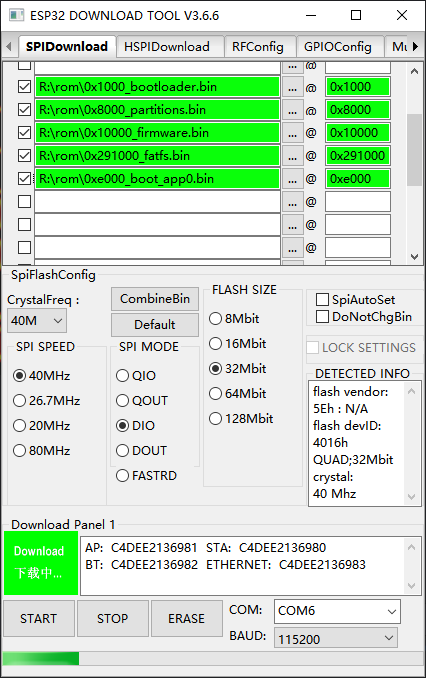 ESP32 DOWNLOAD TOOL V3.6.6
SPIDownload HSPIDownload RFConfig GPIOConfig Mu
@
R:\rom\0x1000_bootloader.bin ... @ 0x1000
R:\rom\0x8000_partitions.bin ... @ 0x8000
R:\rom\0x10000_firmware.bin ... @ 0x10000
R:\rom\0x291000_fatfs.bin ... @ 0x291000
R:\rom\0xe000_boot_app0.bin ... @ 0xe000
... @
... @
... @
SpiFlashConfig
CrystalFreq :
40M
CombineBin
Default
SPI SPEED
40MHz
26.7MHz
20MHz
80MHz
SPI MODE
QIO
QOUT
DIO
DOUT
FASTRD
FLASH SIZE
8Mbit
16Mbit
32Mbit
64Mbit
128Mbit
SpiAutoSet
DoNotChgBin
LOCK SETTINGS
DETECTED INFO
flash vendor:
5Eh : N/A
flash devID:
4016h
QUAD;32Mbit
crystal:
40 Mhz
Download Panel 1
Download
下载中...
AP: C4DEE2136981 STA: C4DEE2136980
BT: C4DEE2136982 ETHERNET: C4DEE2136983
START
STOP
ERASE
COM: COM6
BAUD: 115200